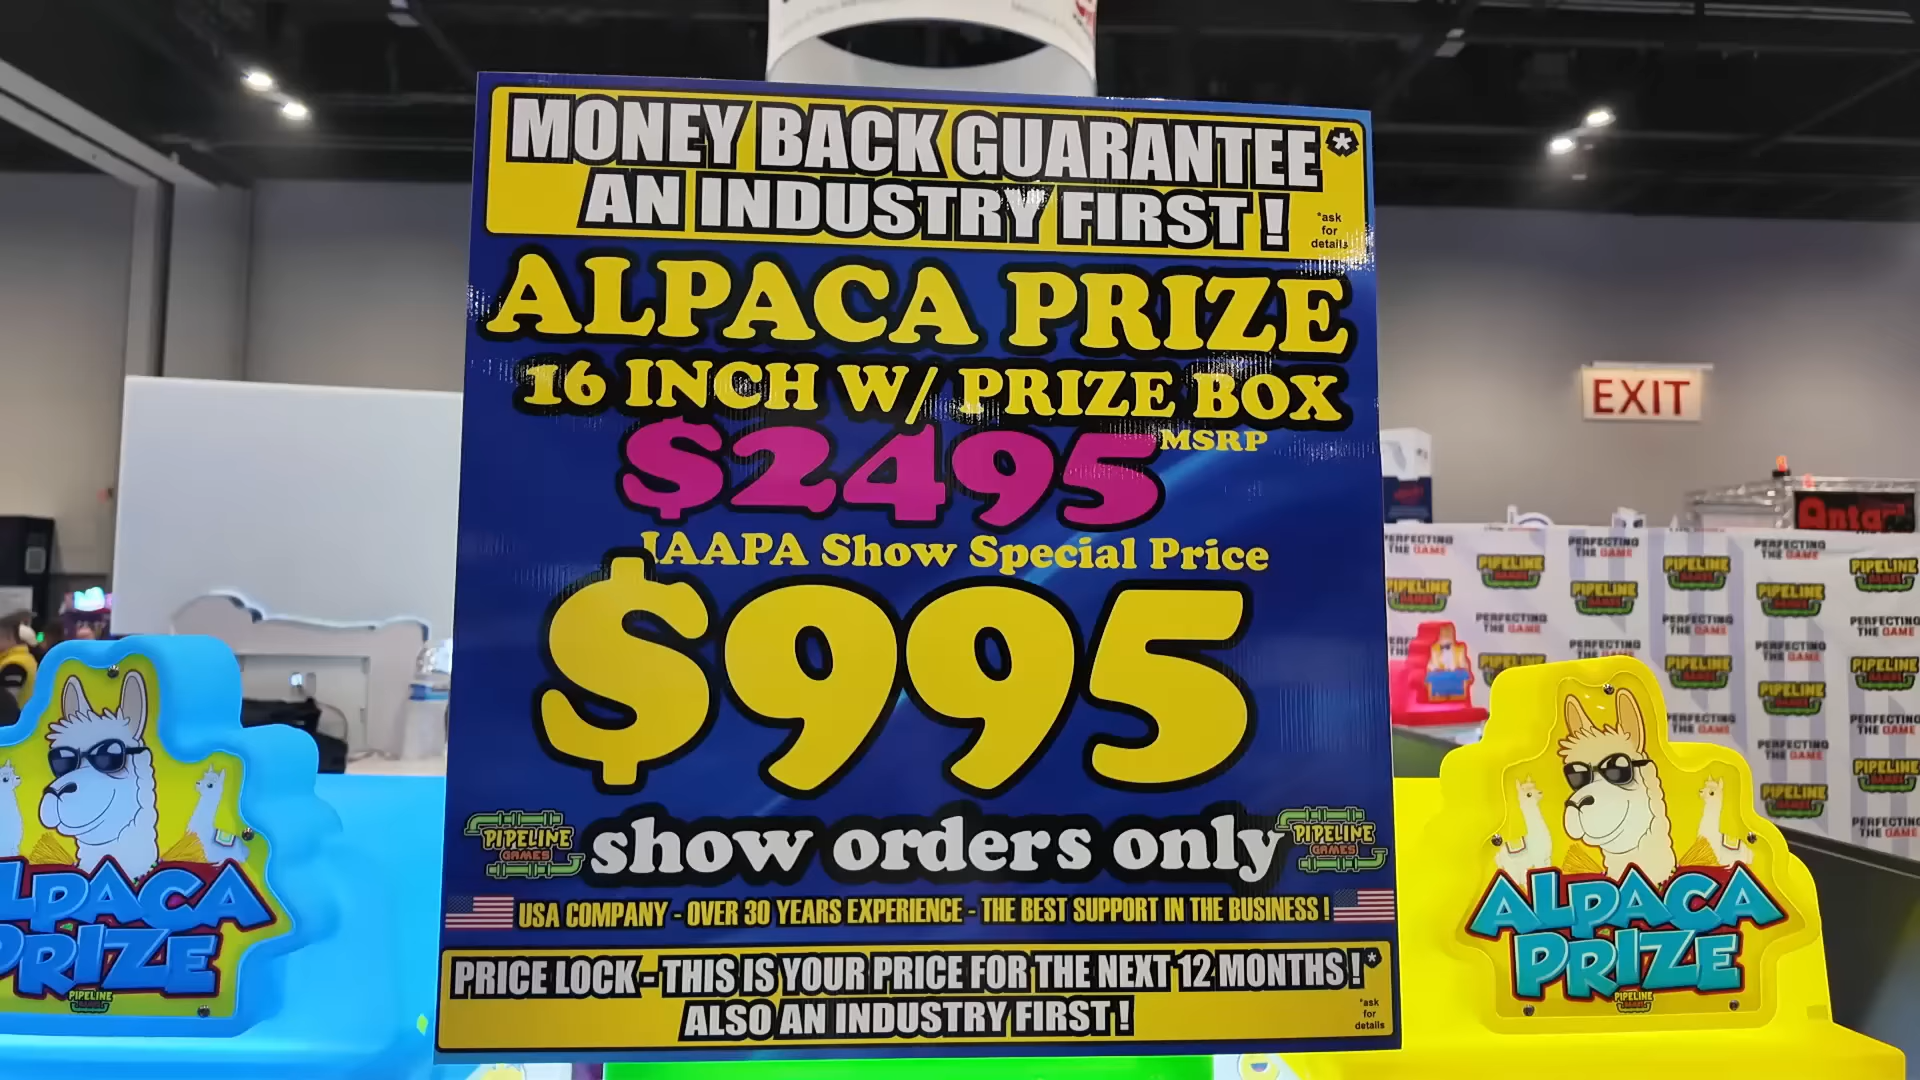 MONEY BACK GUARANTEE*
AN INDUSTRY FIRST!
*ask
for
details
ALPACA PRIZE
16 INCH W/ PRIZE BOX
$2495 MSRP
IAAPA Show Special Price
$995
PIPELINE
GAMES
show orders only
PIPELINE
GAMES
USA COMPANY - OVER 30 YEARS EXPERIENCE - THE BEST SUPPORT IN THE BUSINESS!
PRICE LOCK - THIS IS YOUR PRICE FOR THE NEXT 12 MONTHS!*
ALSO AN INDUSTRY FIRST!
*ask
for
details
EXIT
PERFECTING
THE GAME
PIPELINE
GAMES
LPACA
PRIZE
PIPELINE
ALPACA
PRIZE
PIPELINE